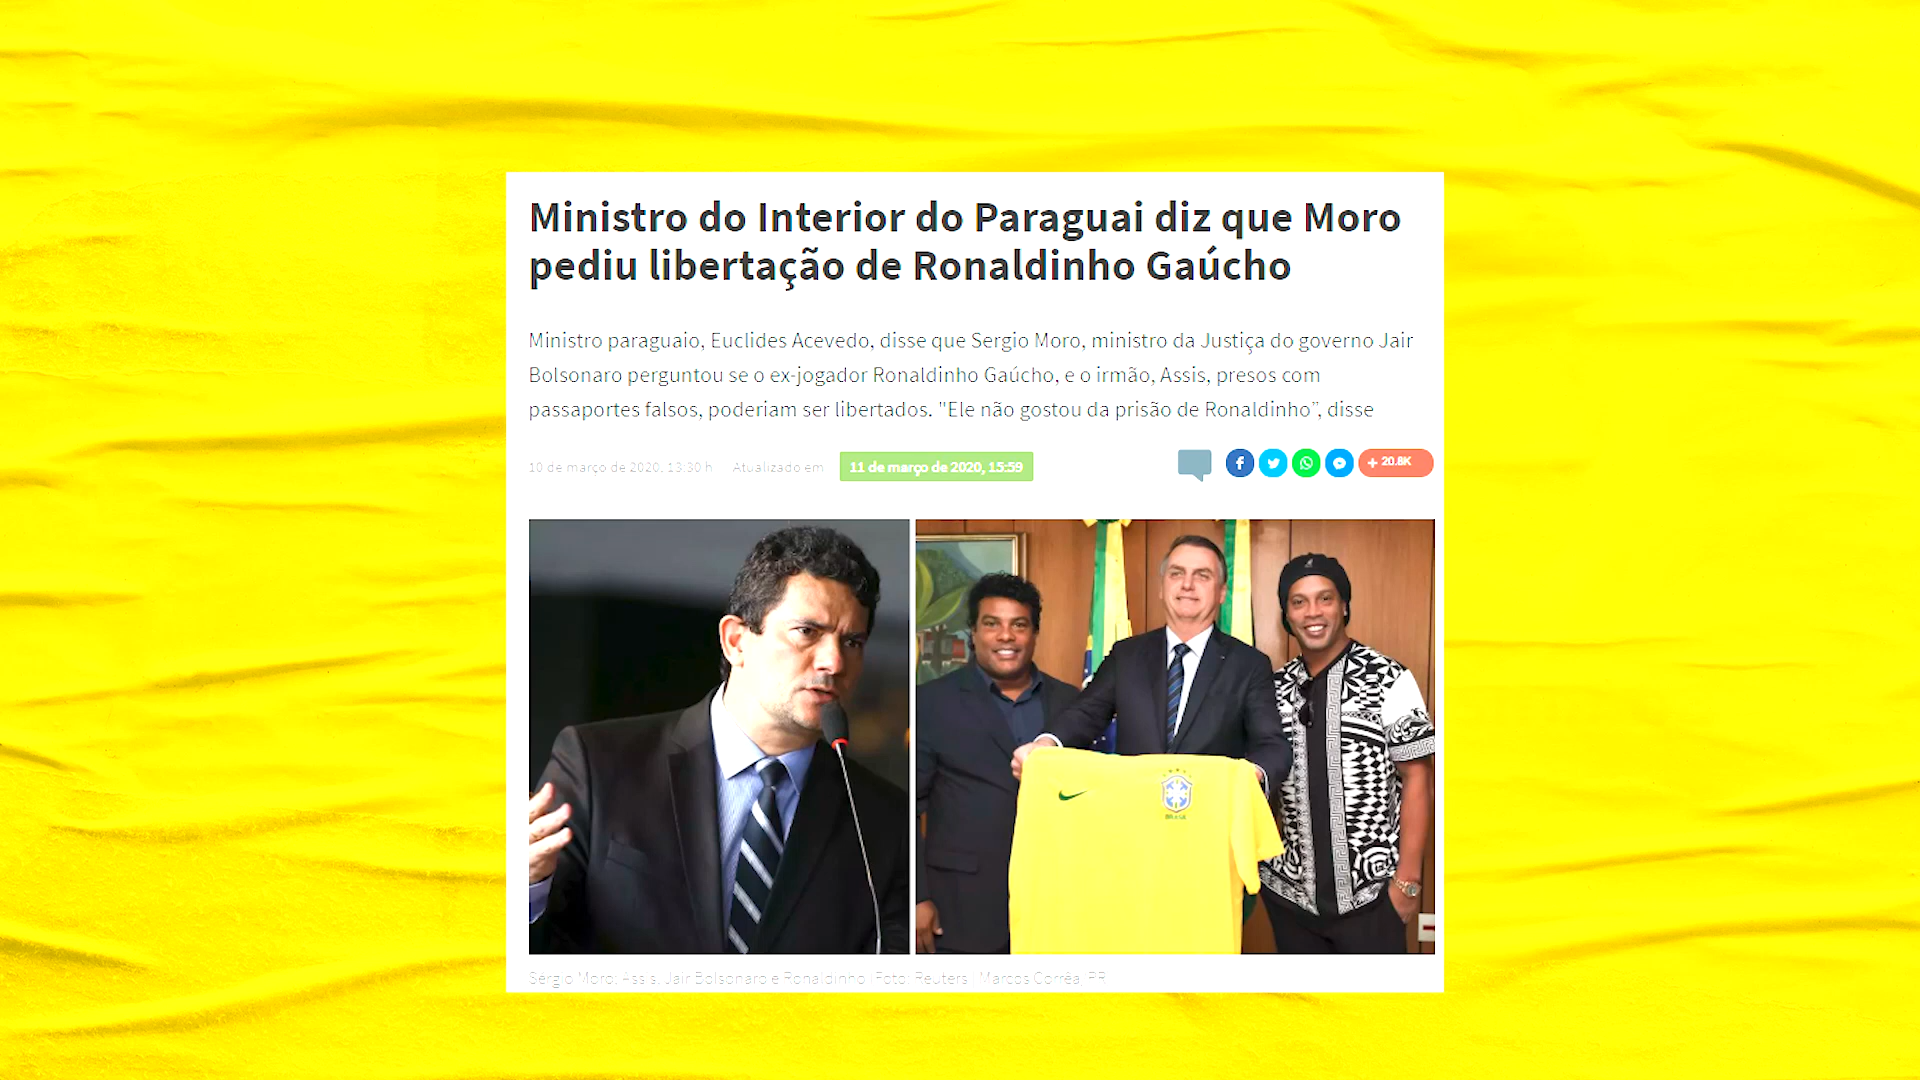 Ministro do Interior do Paraguai diz que Moro
pediu libertação de Ronaldinho Gaúcho
Ministro paraguaio, Euclides Acevedo, disse que Sergio Moro, ministro da Justiça do governo Jair
Bolsonaro perguntou se o ex-jogador Ronaldinho Gaúcho, e o irmão, Assis, presos com
passaportes falsos, poderiam ser libertados. "Ele não gostou da prisão de Ronaldinho”, disse
10 de março de 2020, 13:30 h Atualizado em 11 de março de 2020, 15:59
+ 20.8K
BRASIL
Sérgio Moro; Assis, Jair Bolsonaro e Ronaldinho (Foto: Reuters | Marcos Corrêa, PR